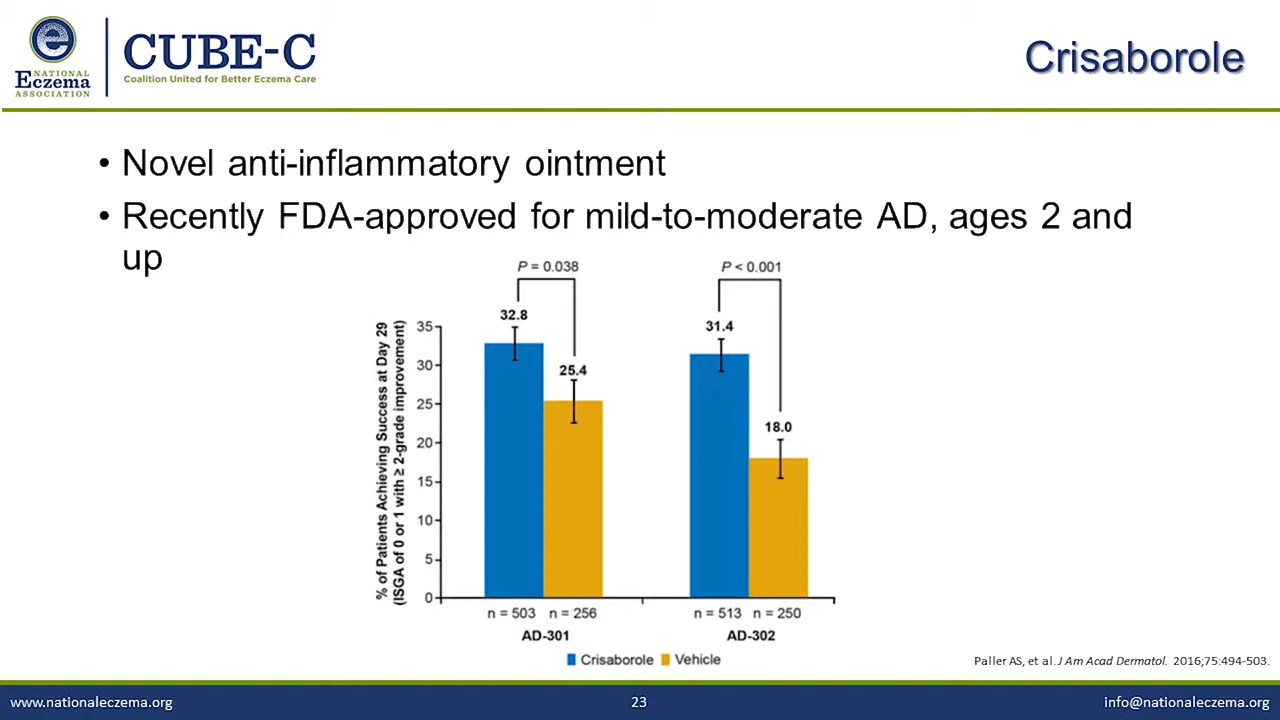 NATIONAL
Eczema
ASSOCIATION
CUBE-C
Coalition United for Better Eczema Care
Crisaborole
• Novel anti-inflammatory ointment
• Recently FDA-approved for mild-to-moderate AD, ages 2 and
up
P = 0.038
P < 0.001
32.8
25.4
31.4
18.0
% of Patients Achieving Success at Day 29
(ISGA of 0 or 1 with ≥ 2-grade improvement)
35
30
25
20
15
10
5
0
n = 503 n = 256
n = 513 n = 250
AD-301
AD-302
Crisaborole Vehicle
Paller AS, et al. J Am Acad Dermatol. 2016;75:494-503.
www.nationaleczema.org
23
info@nationaleczema.org